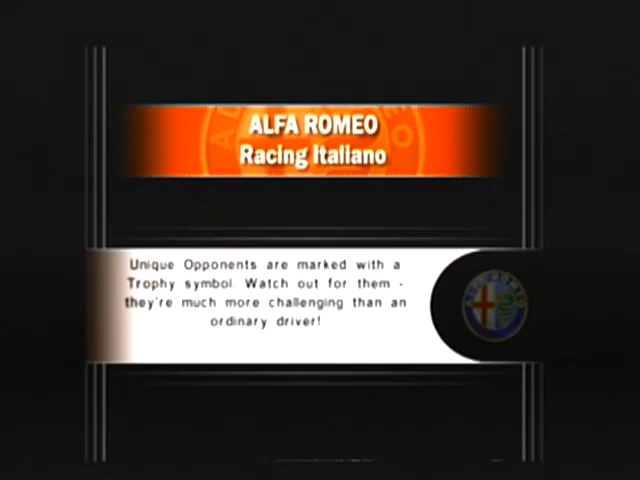 ALFA ROMEO
Racing Italiano
Unique Opponents are marked with a
Trophy symbol. Watch out for them -
they're much more challenging than an
ordinary driver!